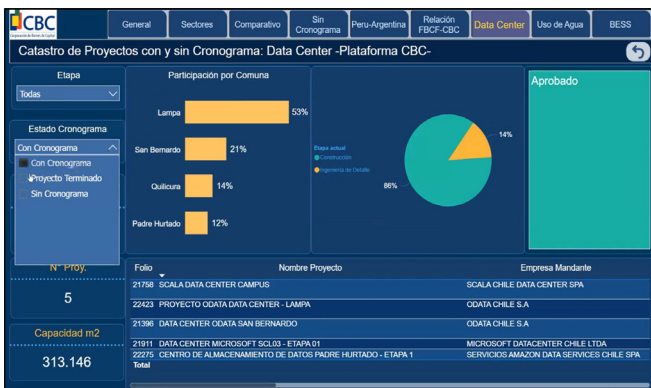 CBC
Corporación de Bienes de Capital
General
Sectores
Comparativo
Sin
Cronograma
Peru-Argentina
Relación
FBCF-CBC
Data Center
Uso de Agua
BESS
Catastro de Proyectos con y sin Cronograma: Data Center -Plataforma CBC-
Etapa
Todas
Estado Cronograma
Con Cronograma
Con Cronograma
Proyecto Terminado
Sin Cronograma
N° Proy.
5
Capacidad m2
313.146
Participación por Comuna
Lampa 53%
San Bernardo 21%
Quilicura 14%
Padre Hurtado 12%
Etapa actual
Construcción
Ingeniería de Detalle
14%
86%
Aprobado
Folio Nombre Proyecto Empresa Mandante
21758 SCALA DATA CENTER CAMPUS SCALA CHILE DATA CENTER SPA
22423 PROYECTO ODATA DATA CENTER - LAMPA ODATA CHILE S.A
21396 DATA CENTER ODATA SAN BERNARDO ODATA CHILE S.A
21911 DATA CENTER MICROSOFT SCL03 - ETAPA 01 MICROSOFT DATACENTER CHILE LTDA
22275 CENTRO DE ALMACENAMIENTO DE DATOS PADRE HURTADO - ETAPA 1 SERVICIOS AMAZON DATA SERVICES CHILE SPA
Total